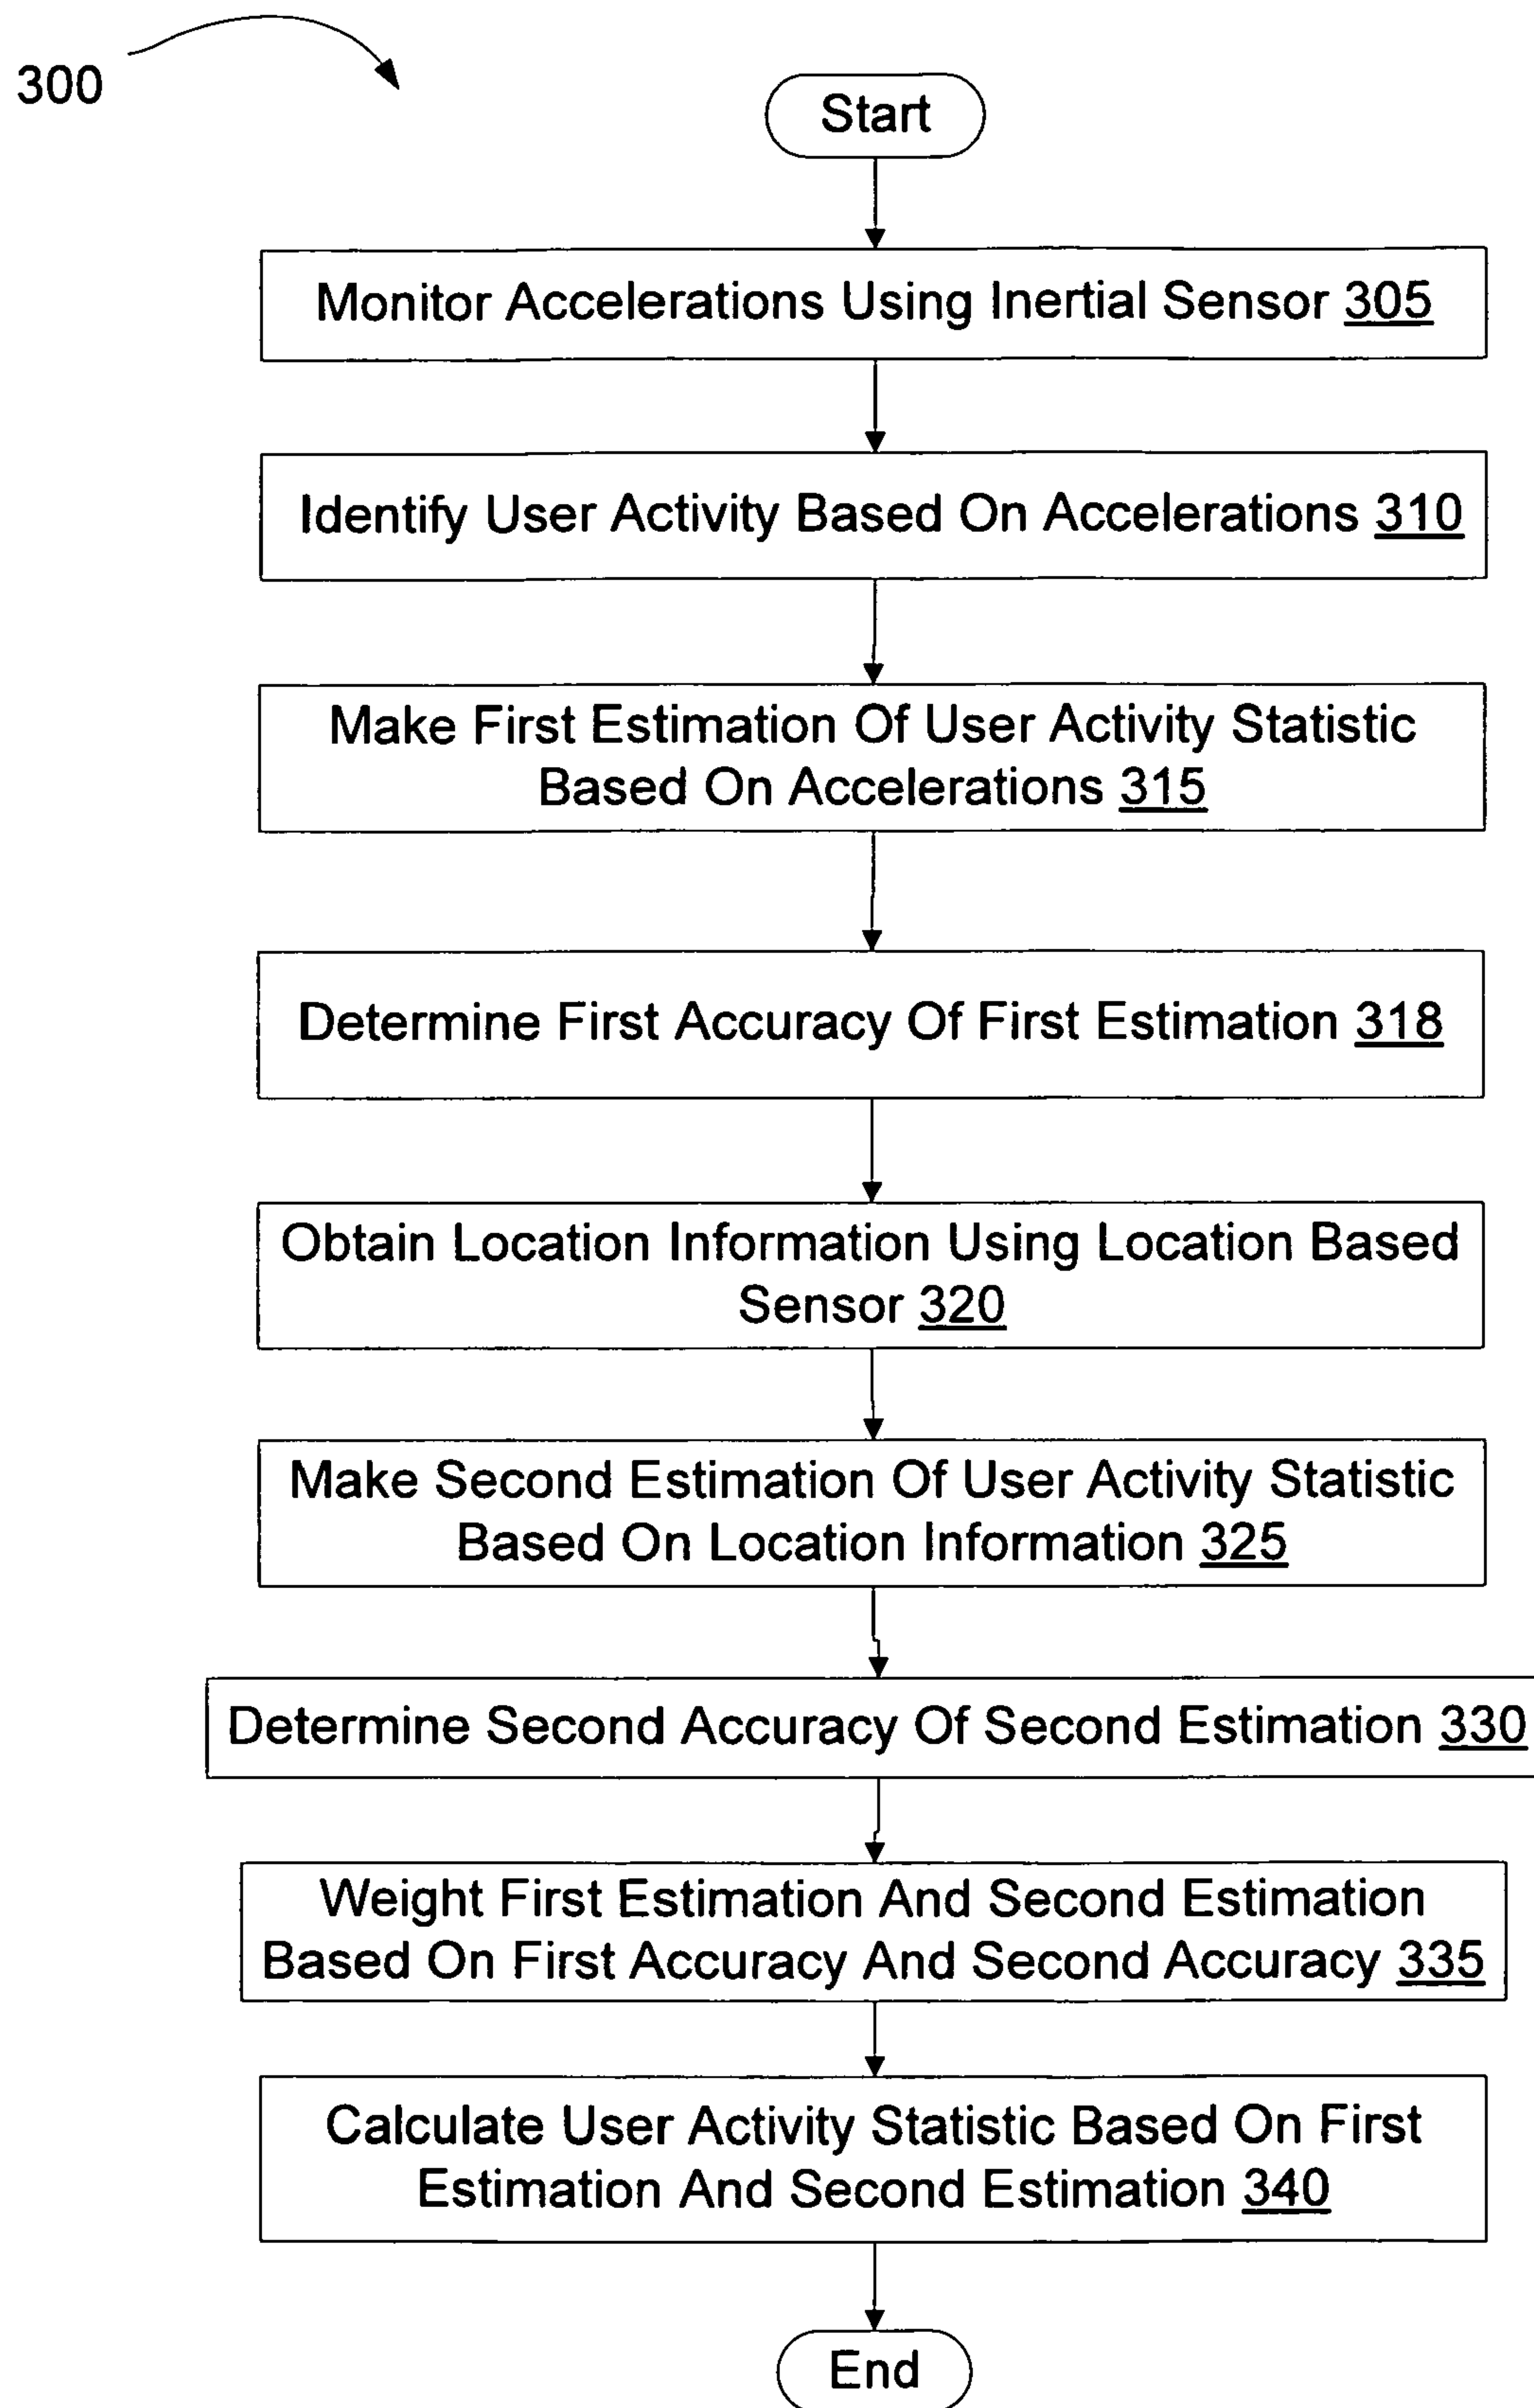 300
Start
Monitor Accelerations Using Inertial Sensor 305
Identify User Activity Based On Accelerations 310
Make First Estimation Of User Activity Statistic
Based On Accelerations 315
Determine First Accuracy Of First Estimation 318
Obtain Location Information Using Location Based
Sensor 320
Make Second Estimation Of User Activity Statistic
Based On Location Information 325
Determine Second Accuracy Of Second Estimation 330
Weight First Estimation And Second Estimation
Based On First Accuracy And Second Accuracy 335
Calculate User Activity Statistic Based On First
Estimation And Second Estimation 340
End